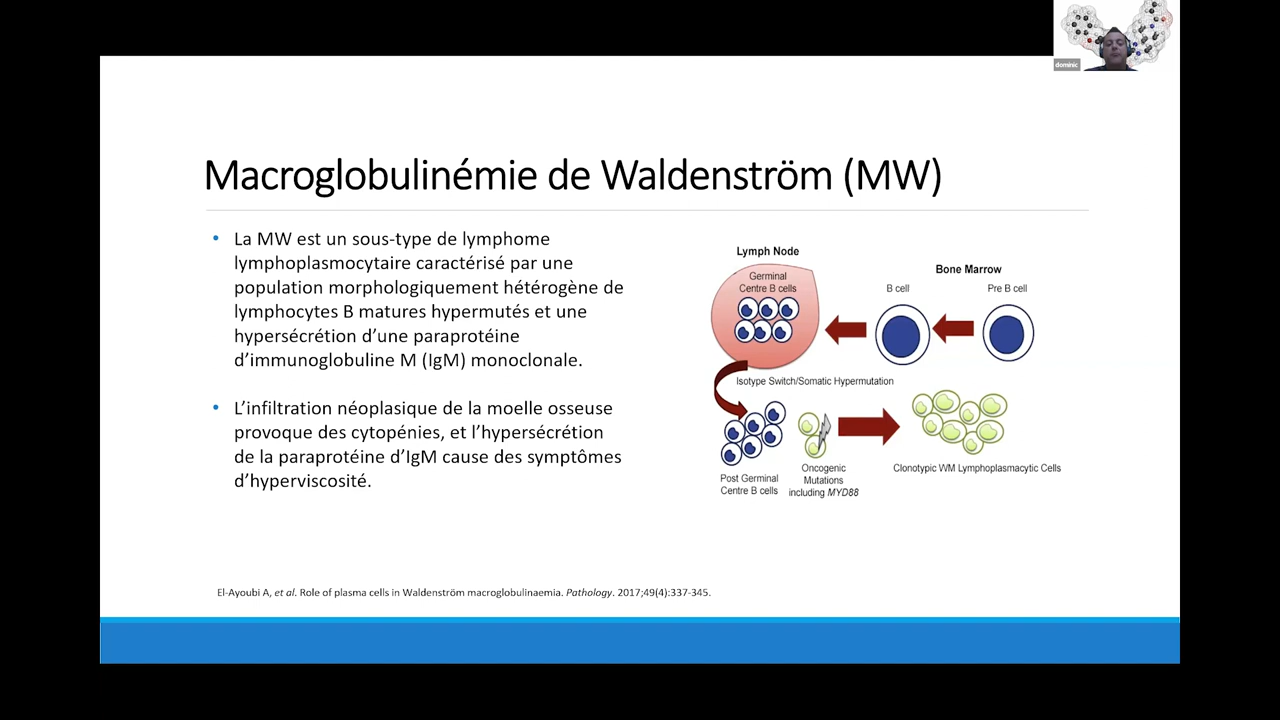 dominic
Macroglobulinémie de Waldenström (MW)
• La MW est un sous-type de lymphome
lymphoplasmocytaire caractérisé par une
population morphologiquement hétérogène de
lymphocytes B matures hypermutés et une
hypersécrétion d’une paraprotéine
d’immunoglobuline M (IgM) monoclonale.
• L’infiltration néoplasique de la moelle osseuse
provoque des cytopénies, et l’hypersécrétion
de la paraprotéine d’IgM cause des symptômes
d’hyperviscosité.
Lymph Node
Germinal
Centre B cells
Bone Marrow
B cell
Pre B cell
Isotype Switch/Somatic Hypermutation
Post Germinal
Centre B cells
Oncogenic
Mutations
including MYD88
Clonotypic WM Lymphoplasmacytic Cells
El-Ayoubi A, et al. Role of plasma cells in Waldenström macroglobulinaemia. Pathology. 2017;49(4):337-345.